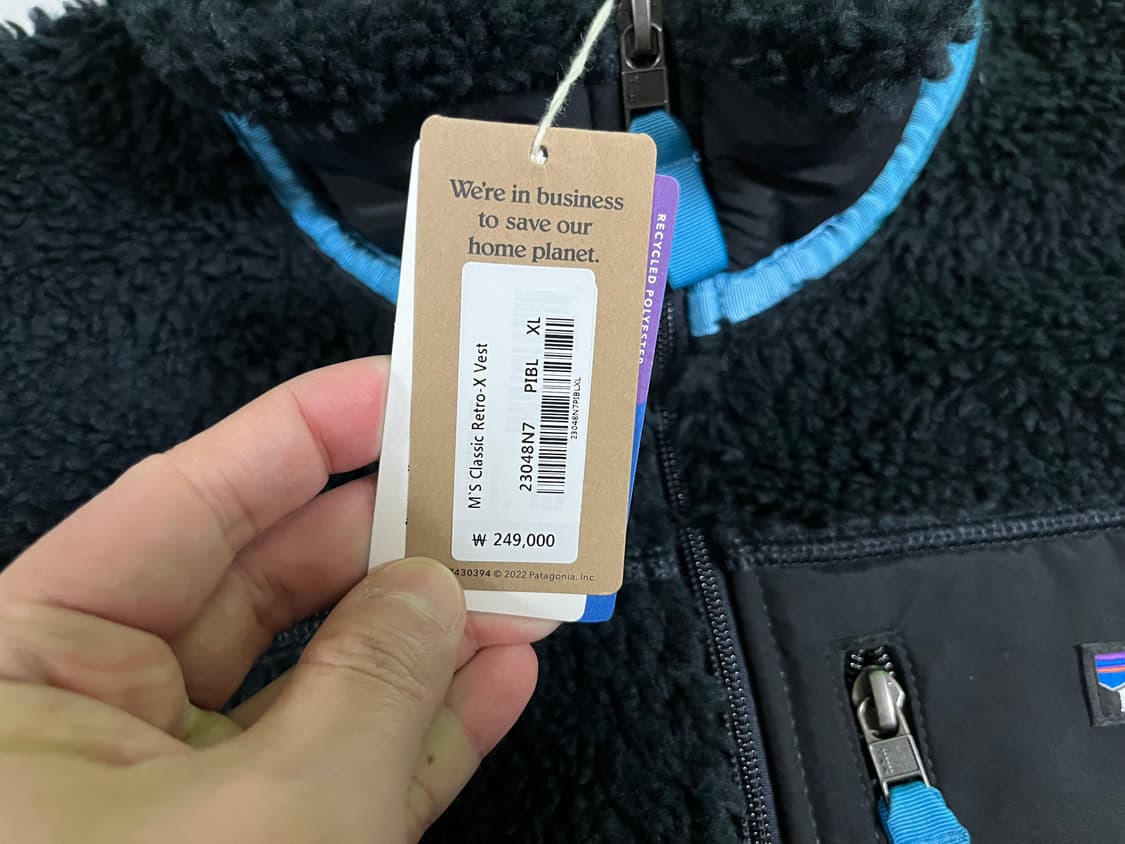 We're in business
to save our
home planet.
RECYCLED POLYESTER
M`S Classic Retro-X Vest
23048N7 PIBL XL
23048N7PIBLXL
₩ 249,000
430394 © 2022 Patagonia, Inc.